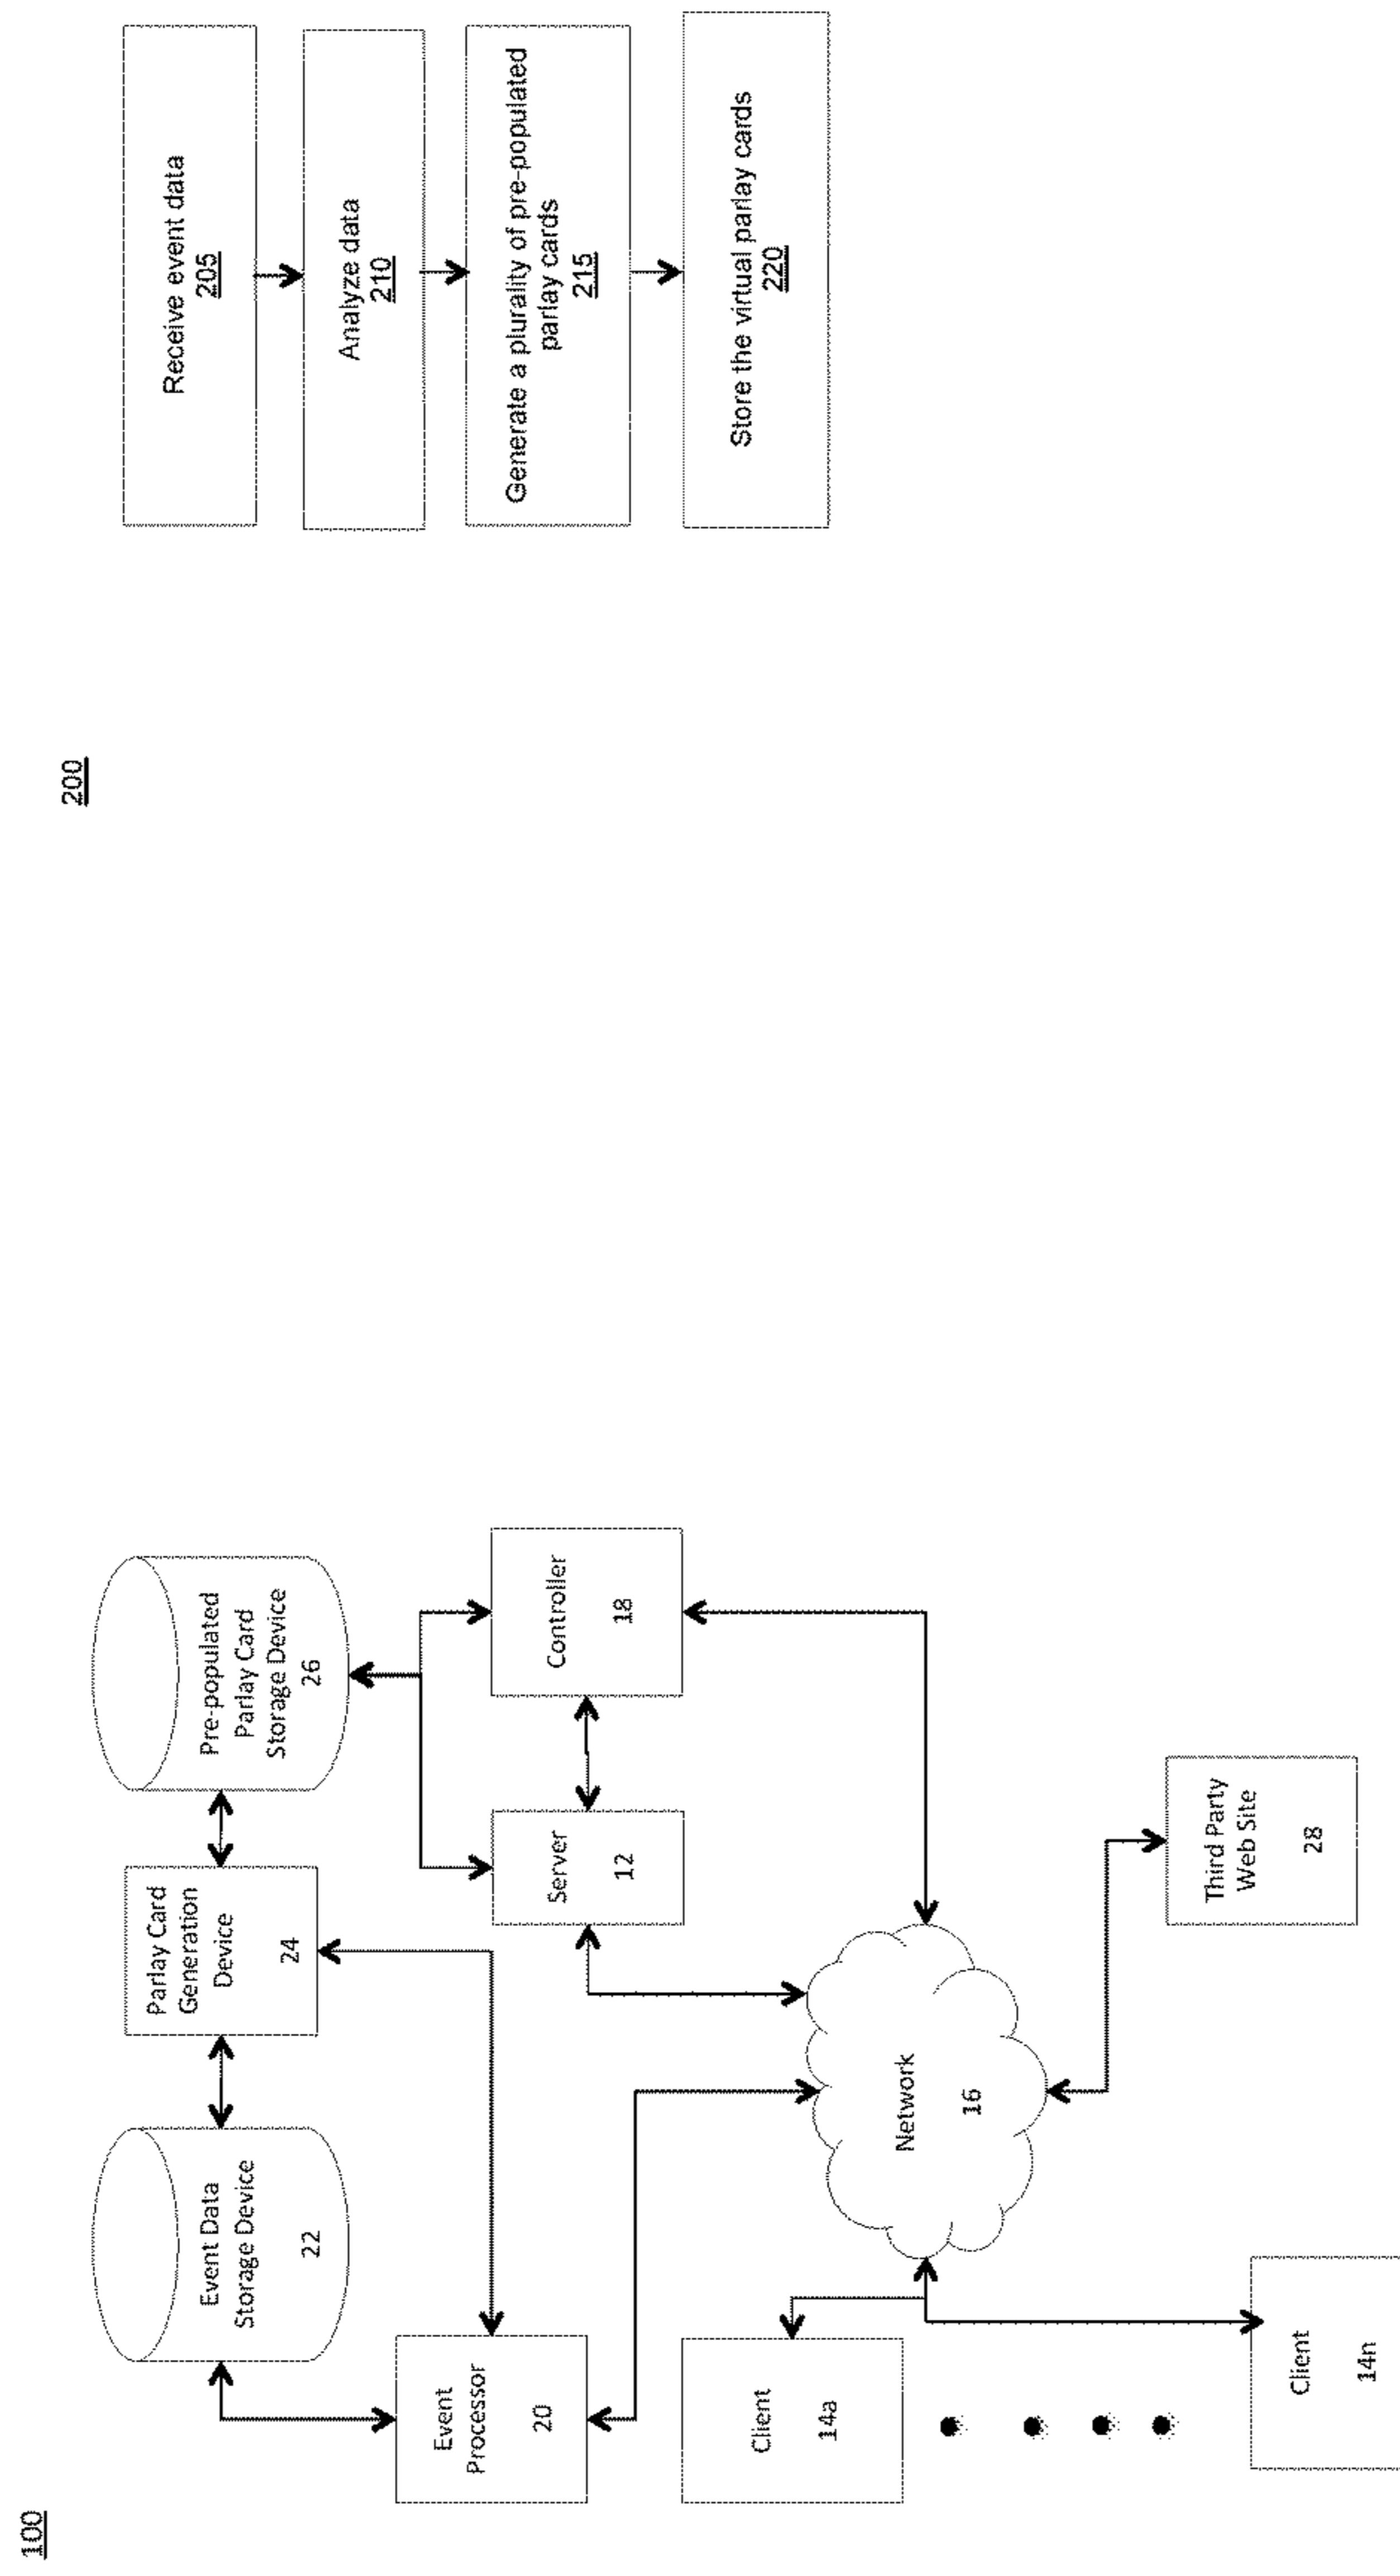 100
Event Data
Storage Device
22
Parlay Card
Generation
Device
24
Pre-populated
Parlay Card
Storage Device
26
Event
Processor
20
Server
12
Controller
18
Client
14a
Network
16
Third Party
Web Site
28
Client
14n
200
Receive event data
205
Analyze data
210
Generate a plurality of pre-populated
parlay cards
215
Store the virtual parlay cards
220